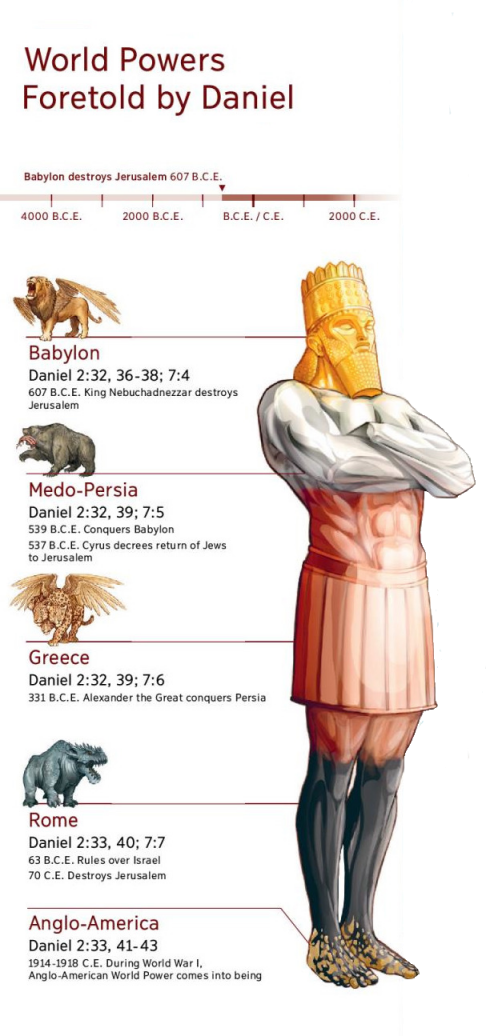 World Powers
Foretold by Daniel
Babylon destroys Jerusalem 607 B.C.E.
4000 B.C.E. 2000 B.C.E. B.C.E. / C.E. 2000 C.E.
Babylon
Daniel 2:32, 36-38; 7:4
607 B.C.E. King Nebuchadnezzar destroys
Jerusalem
Medo-Persia
Daniel 2:32, 39; 7:5
539 B.C.E. Conquers Babylon
537 B.C.E. Cyrus decrees return of Jews
to Jerusalem
Greece
Daniel 2:32, 39; 7:6
331 B.C.E. Alexander the Great conquers Persia
Rome
Daniel 2:33, 40; 7:7
63 B.C.E. Rules over Israel
70 C.E. Destroys Jerusalem
Anglo-America
Daniel 2:33, 41-43
1914-1918 C.E. During World War I,
Anglo-American World Power comes into being